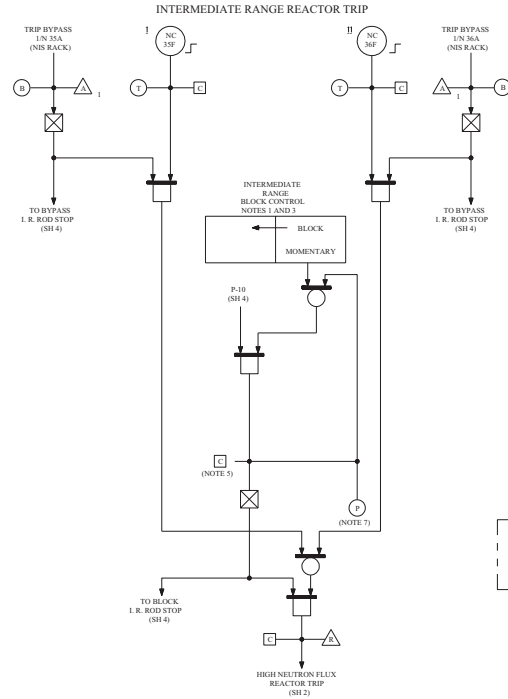 INTERMEDIATE RANGE REACTOR TRIP
TRIP BYPASS
1/N 35A
(NIS RACK)
I
NC
35F
II
NC
36F
TRIP BYPASS
1/N 36A
(NIS RACK)
B
A
1
T
C
T
C
A
1
B
TO BYPASS
I. R. ROD STOP
(SH 4)
INTERMEDIATE
RANGE
BLOCK CONTROL
NOTES 1 AND 3
BLOCK
MOMENTARY
TO BYPASS
I. R. ROD STOP
(SH 4)
P-10
(SH 4)
C
(NOTE 5)
P
(NOTE 7)
TO BLOCK
I. R. ROD STOP
(SH 4)
C
R
HIGH NEUTRON FLUX
REACTOR TRIP
(SH 2)